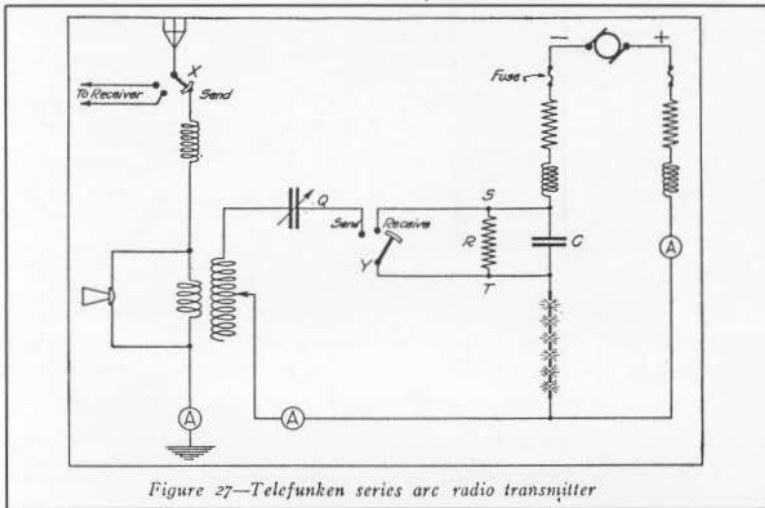 − +
X
Fuse
To Receiver
Send
Q
S
Send
Receive
R
C
A
Y
T
A
A
Figure 27—Telefunken series arc radio transmitter